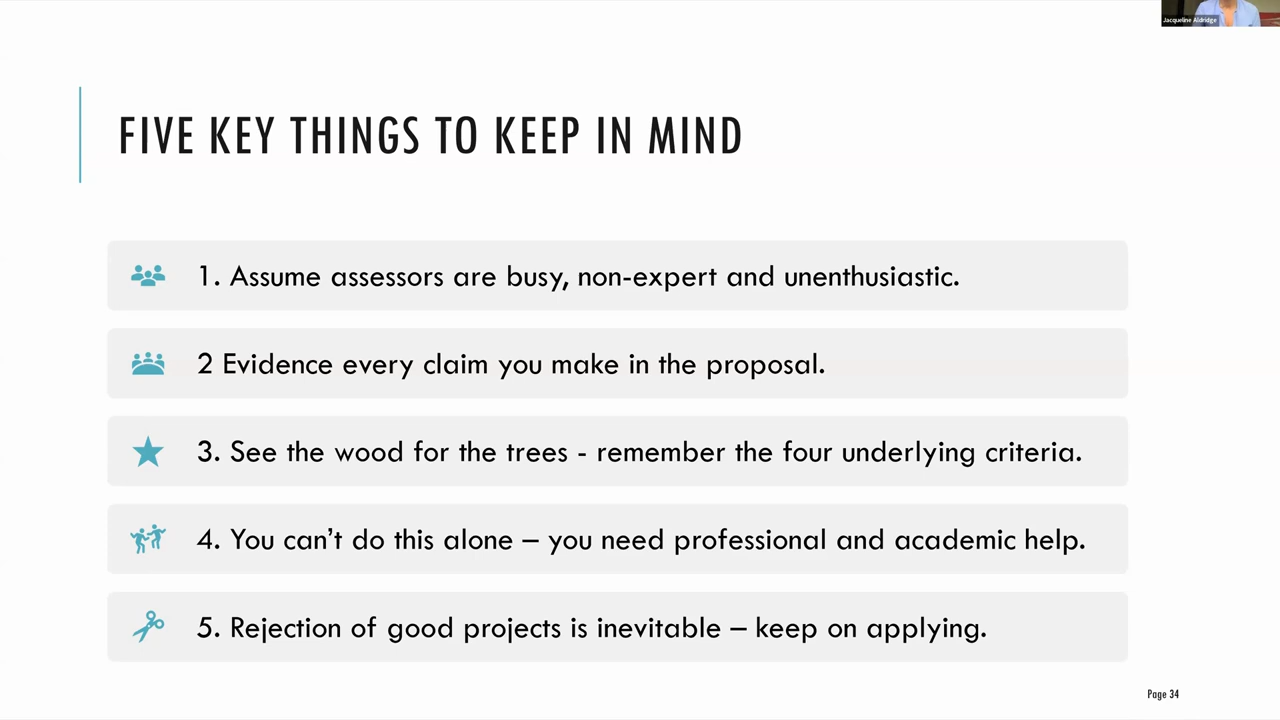 Jacqueline Aldridge
FIVE KEY THINGS TO KEEP IN MIND
1. Assume assessors are busy, non-expert and unenthusiastic.
2 Evidence every claim you make in the proposal.
3. See the wood for the trees - remember the four underlying criteria.
4. You can’t do this alone – you need professional and academic help.
5. Rejection of good projects is inevitable – keep on applying.
Page 34